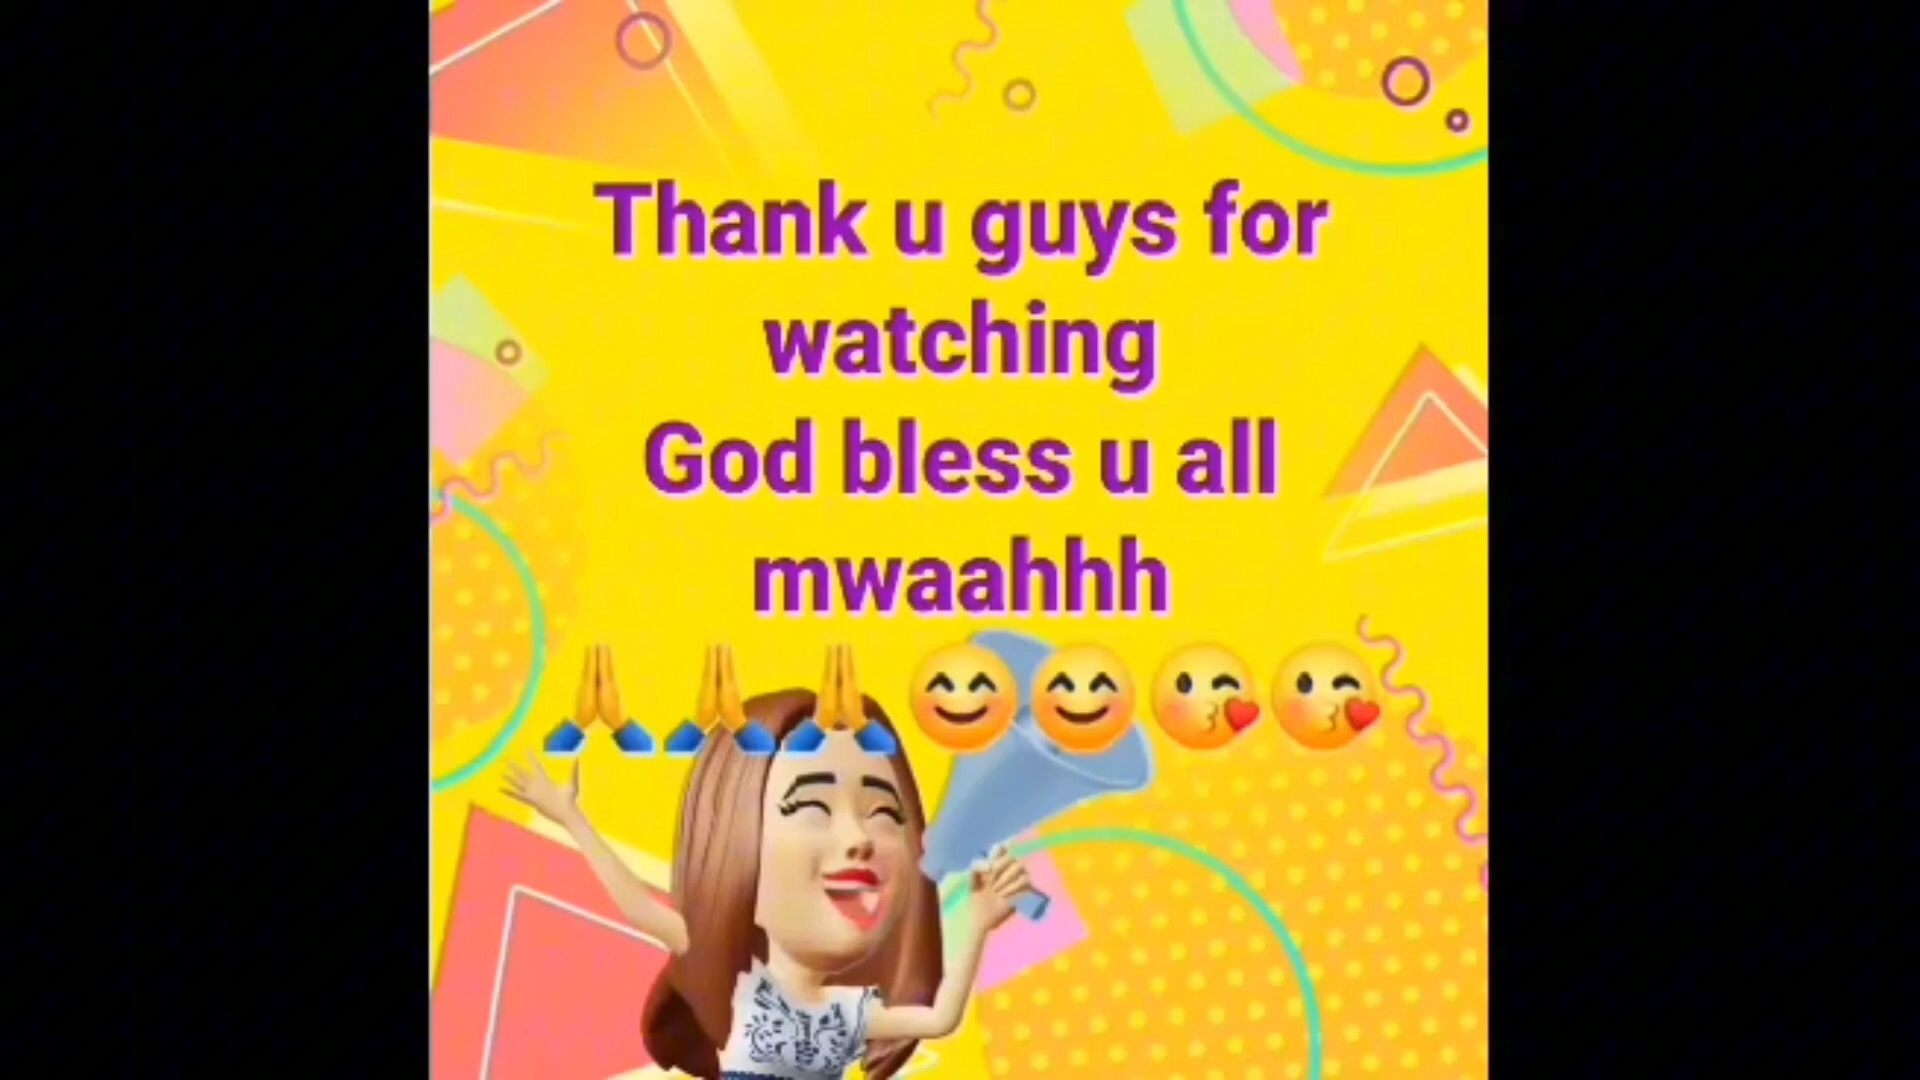 Thank u guys for
watching
God bless u all
mwaahhh
🙏🙏🙏😊😊😘😘